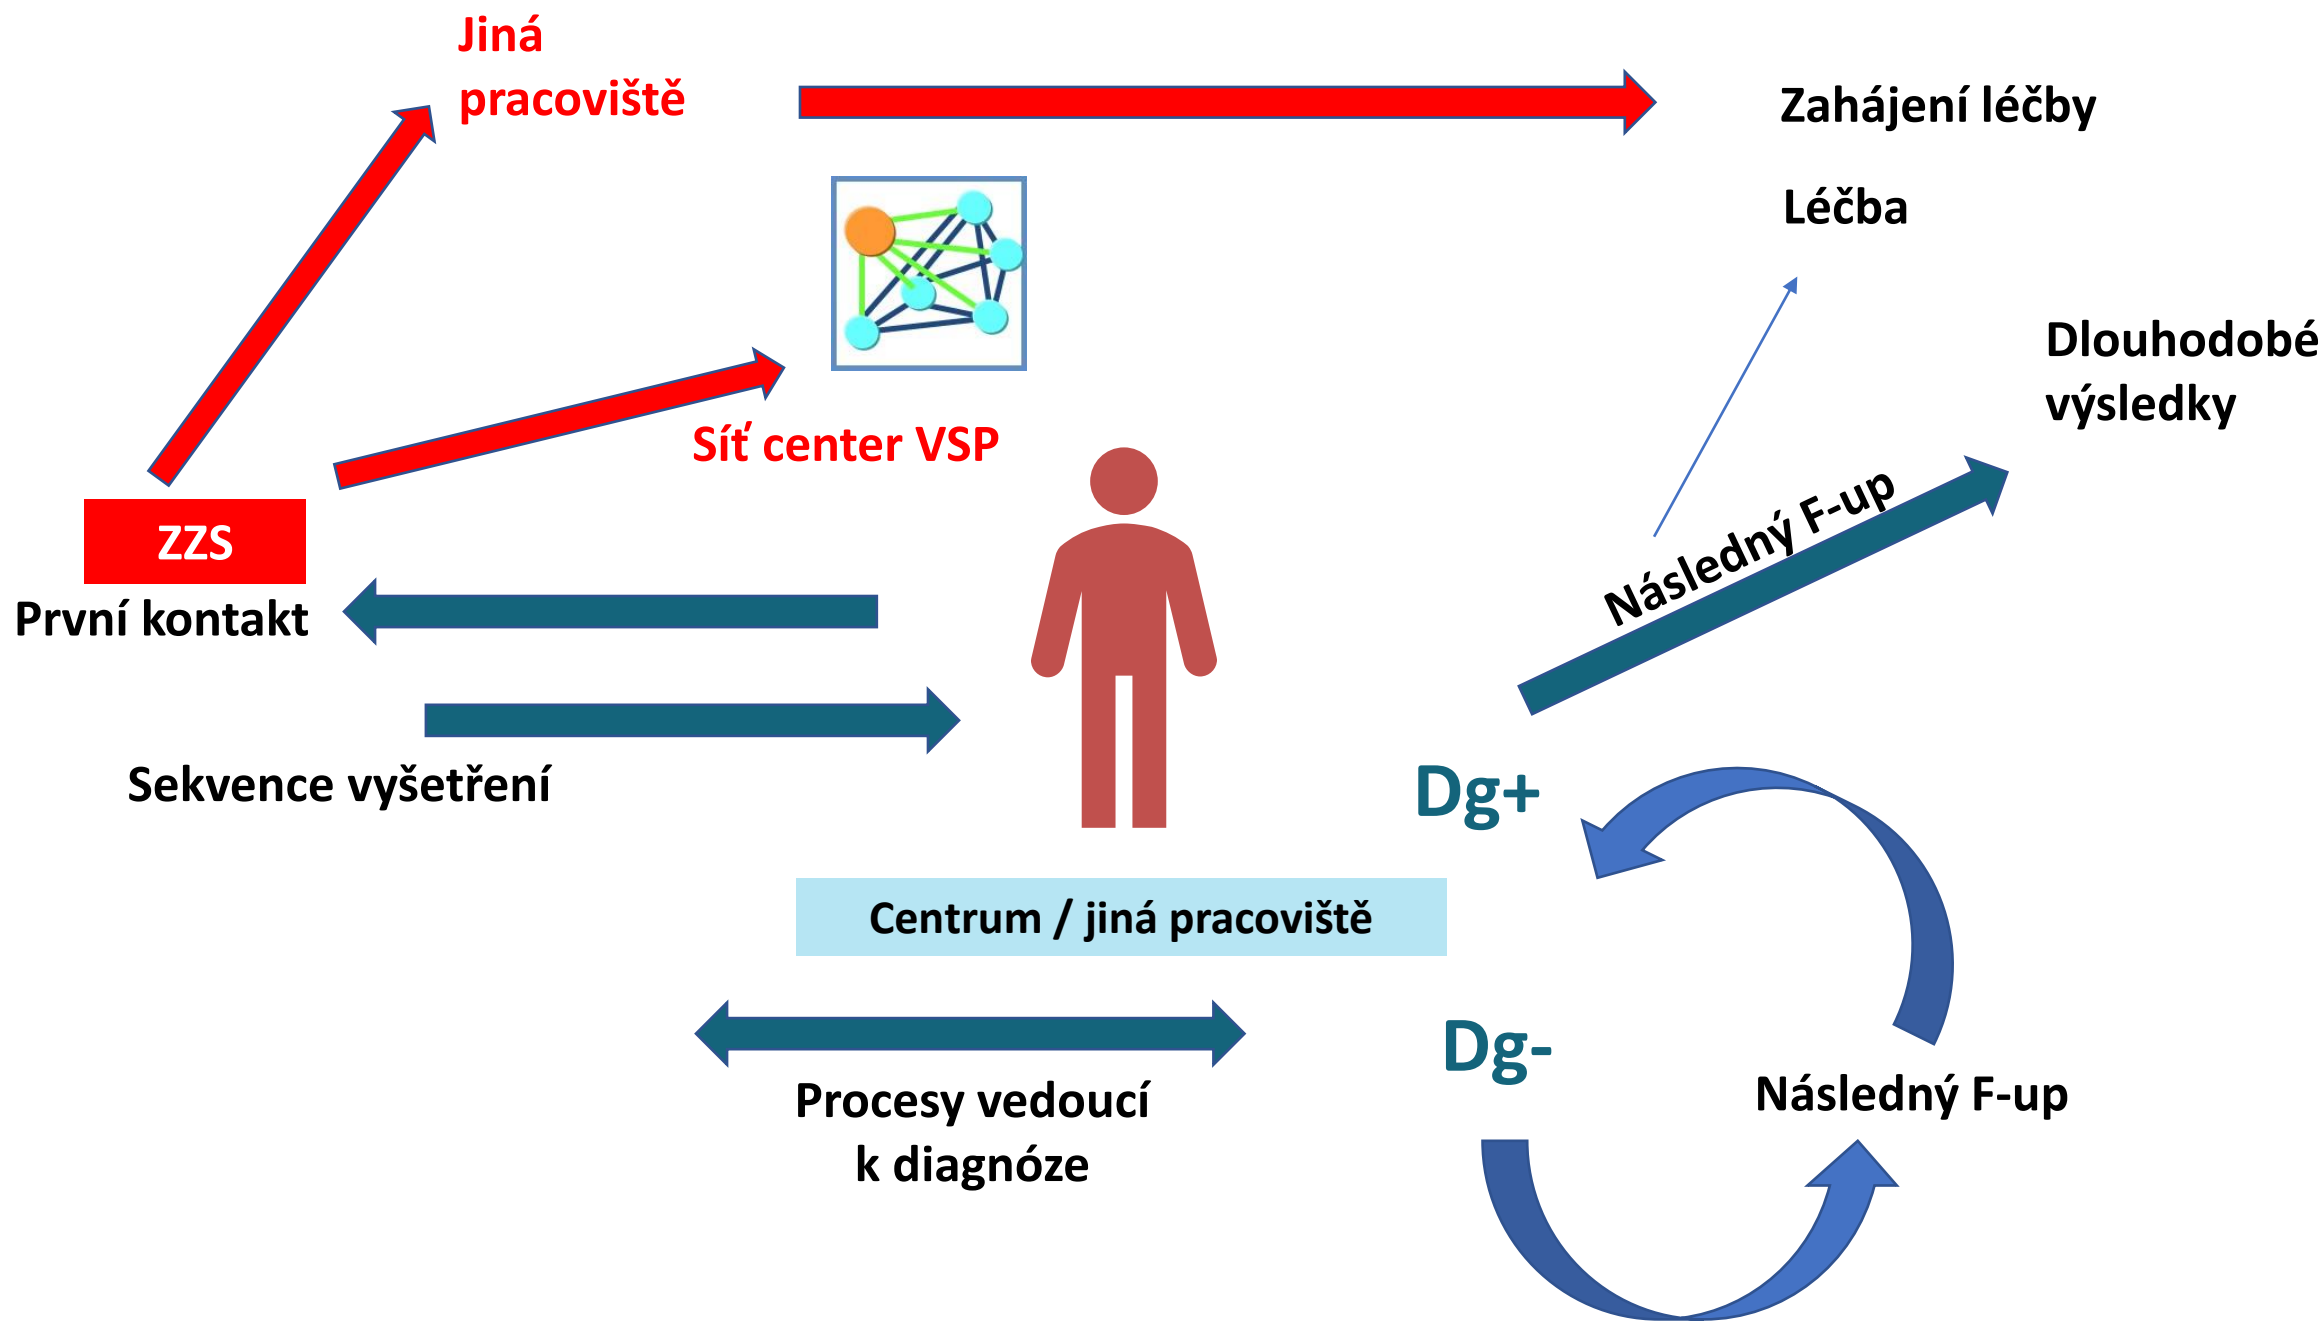 Jiná
pracoviště
Zahájení léčby
Léčba
Dlouhodobé
výsledky
Síť center VSP
Následný F-up
ZZS
První kontakt
Sekvence vyšetření
Dg+
Centrum / jiná pracoviště
Dg-
Procesy vedoucí
k diagnóze
Následný F-up